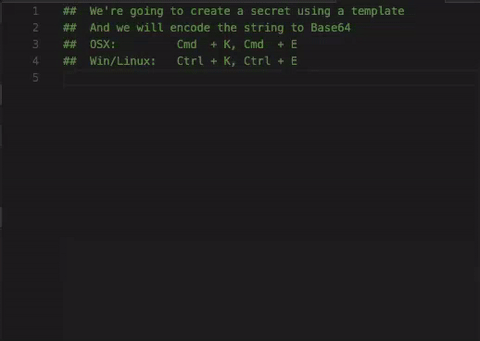 1 ## We're going to create a secret using a template
2 ## And we will encode the string to Base64
3 ## OSX: Cmd + K, Cmd + E
4 ## Win/Linux: Ctrl + K, Ctrl + E
5